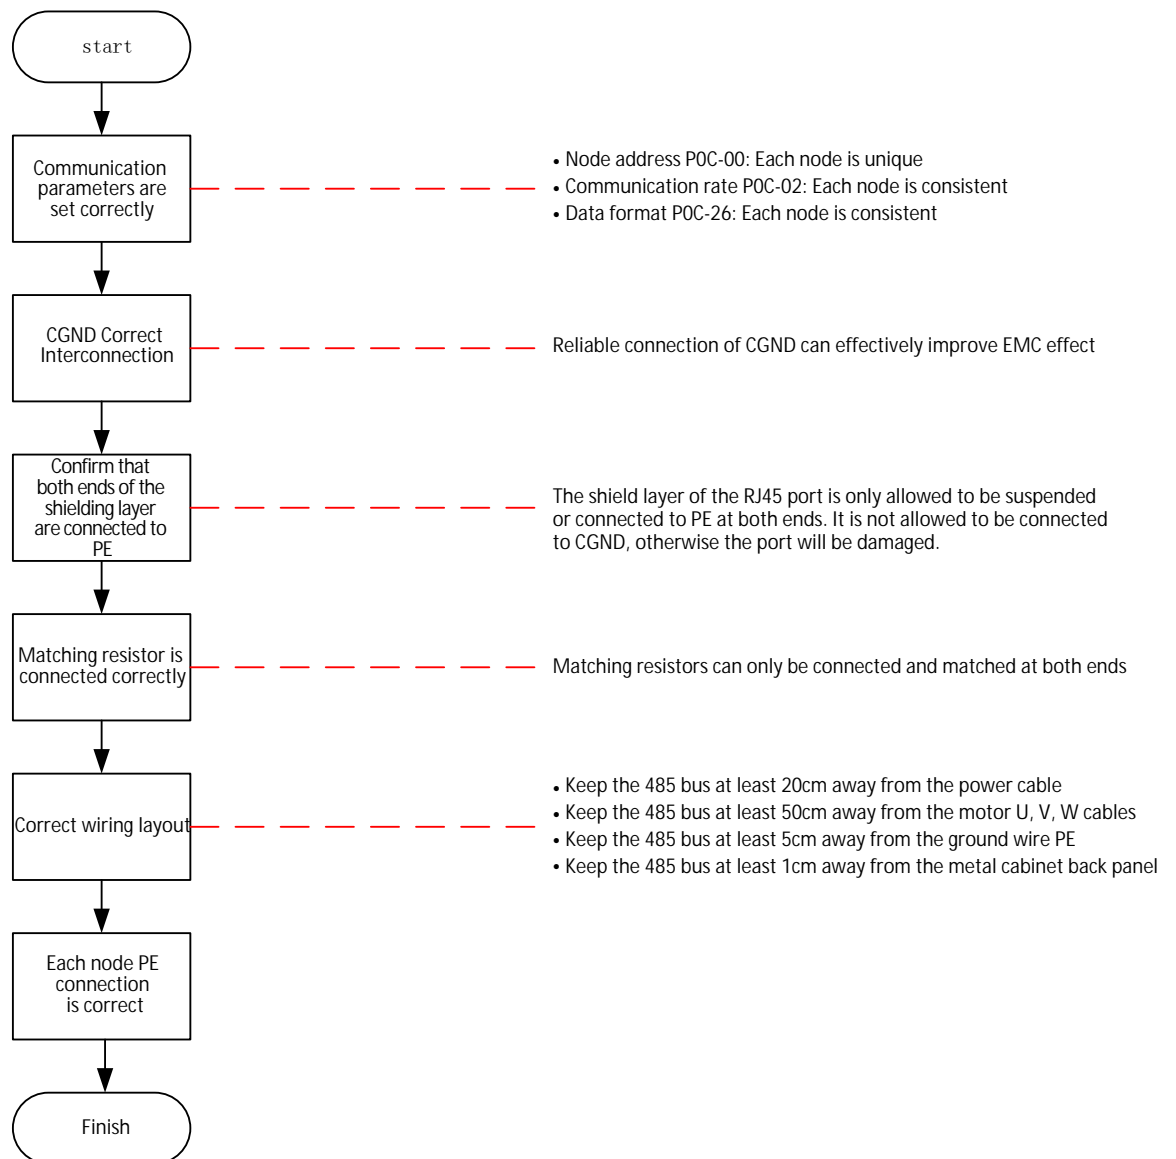 start
Communication
parameters are
set correctly
• Node address P0C-00: Each node is unique
• Communication rate P0C-02: Each node is consistent
• Data format P0C-26: Each node is consistent
CGND Correct
Interconnection
Reliable connection of CGND can effectively improve EMC effect
Confirm that
both ends of the
shielding layer
are connected to
PE
The shield layer of the RJ45 port is only allowed to be suspended
or connected to PE at both ends. It is not allowed to be connected
to CGND, otherwise the port will be damaged.
Matching resistor is
connected correctly
Matching resistors can only be connected and matched at both ends
Correct wiring layout
• Keep the 485 bus at least 20cm away from the power cable
• Keep the 485 bus at least 50cm away from the motor U, V, W cables
• Keep the 485 bus at least 5cm away from the ground wire PE
• Keep the 485 bus at least 1cm away from the metal cabinet back panel
Each node PE
connection
is correct
Finish